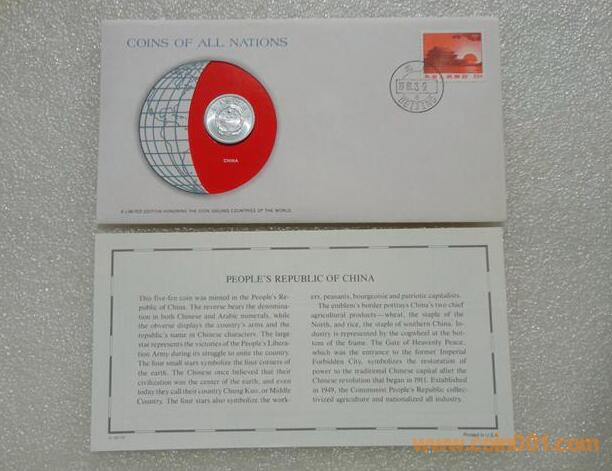 COINS OF ALL NATIONS
CHINA
A LIMITED EDITION HONORING THE COIN ISSUING COUNTRIES OF THE WORLD
BEIJING
PEOPLE'S REPUBLIC OF CHINA
This five-fen coin was minted in the People's Re-
public of China. The reverse bears the denomina-
tion in both Chinese and Arabic numerals, while
the obverse displays the country's arms and the
republic's name in Chinese characters. The large
star represents the victories of the People's Libera-
tion Army during its struggle to unite the country.
The four small stars symbolize the four corners of
the earth. The Chinese once believed that their
civilization was the center of the earth, and even
today they call their country Chung Kuo, or Middle
Country. The four stars also symbolize the work-
ers, peasants, bourgeoisie and patriotic capitalists.
The emblem's border portrays China's two chief
agricultural products—wheat, the staple of the
North, and rice, the staple of southern China. In-
dustry is represented by the cogwheel at the bot-
tom of the frame. The Gate of Heavenly Peace,
which was the entrance to the former Imperial
Forbidden City, symbolizes the restoration of
power to the traditional Chinese capital after the
Chinese revolution that began in 1911. Established
in 1949, the Communist People's Republic collec-
tivized agriculture and nationalized all industry.
Printed in U.S.A.
www.coin001.com